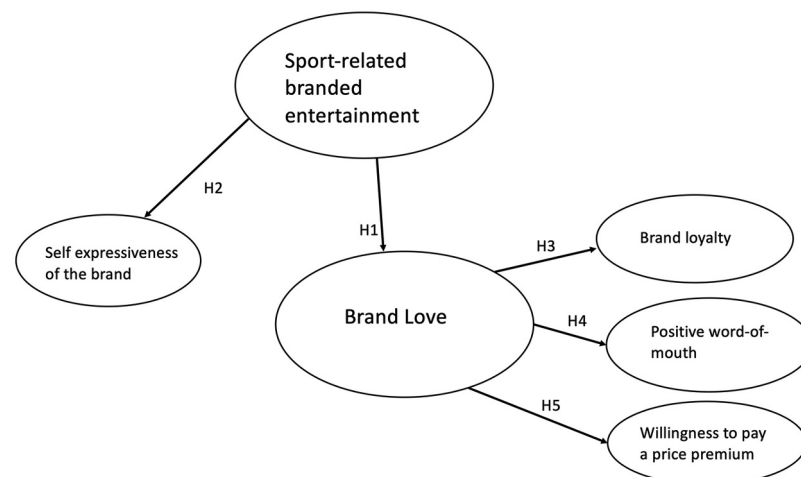 Sport-related
branded
entertainment
H2
H1
Self expressiveness
of the brand
Brand Love
H3
Brand loyalty
H4
Positive word-of-
mouth
H5
Willingness to pay
a price premium